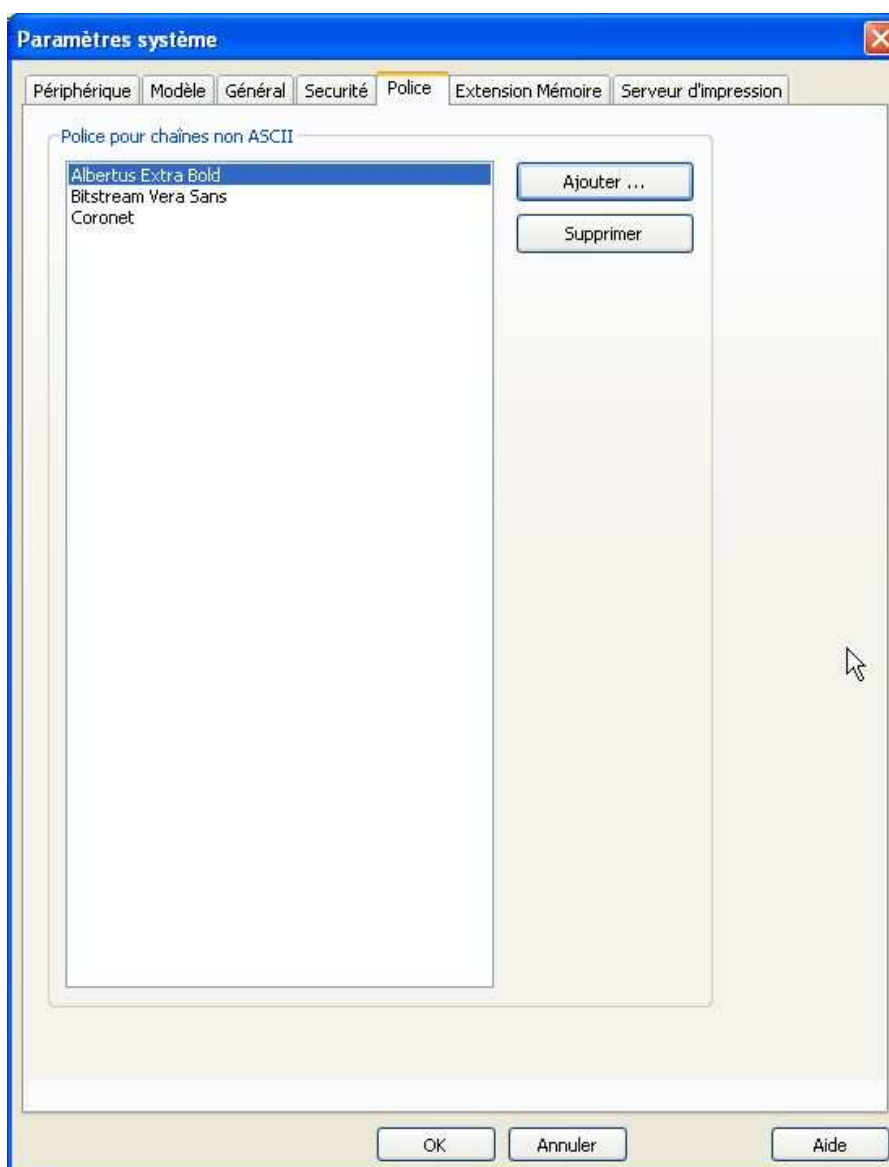 Paramètres système
Périphérique Modèle Général Securité Police Extension Mémoire Serveur d'impression
Police pour chaînes non ASCII
Albertus Extra Bold
Bitstream Vera Sans
Coronet
Ajouter ...
Supprimer
OK Annuler Aide